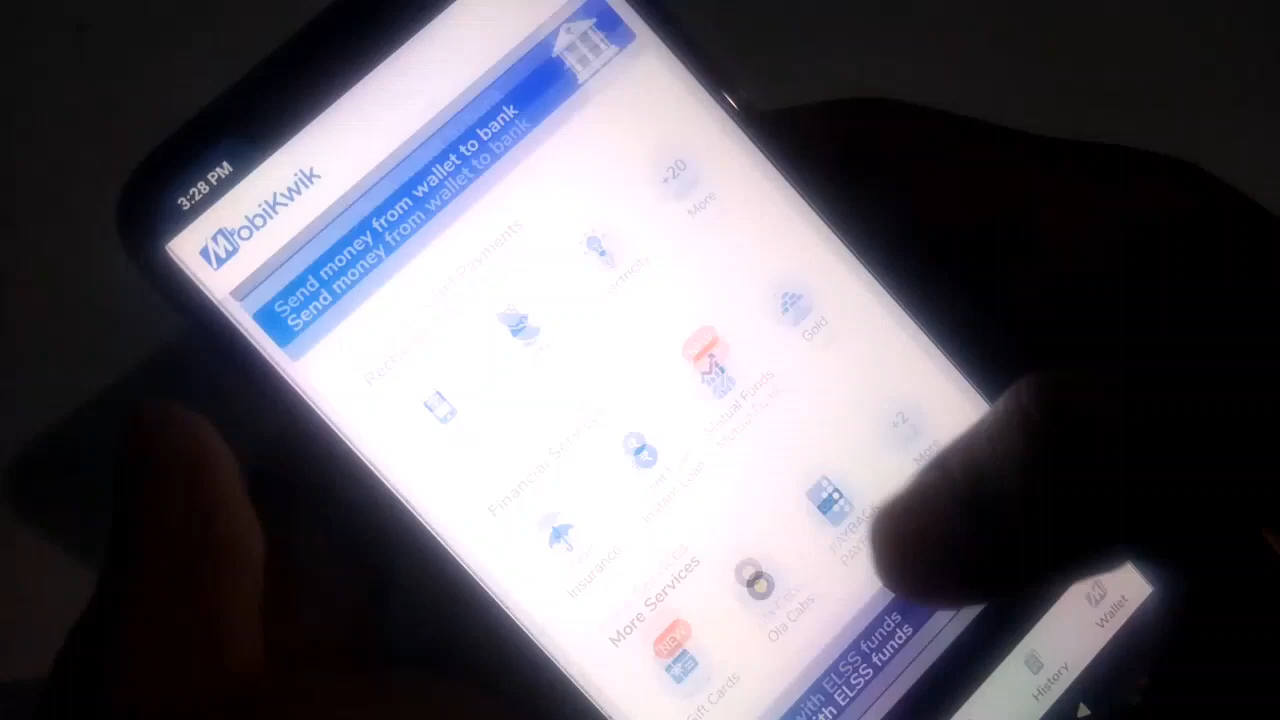 3:28 PM
MobiKwik
Send money from wallet to bank
Send money from wallet to bank
Payments
Electricity
+20
More
Financial Services
Insurance
Instant Loan
Mutual Funds
Mutual Funds
Gold
+2
More
More Services
NEW
Gift Cards
Ola Cabs
with ELSS funds
ELSS funds
History
Wallet